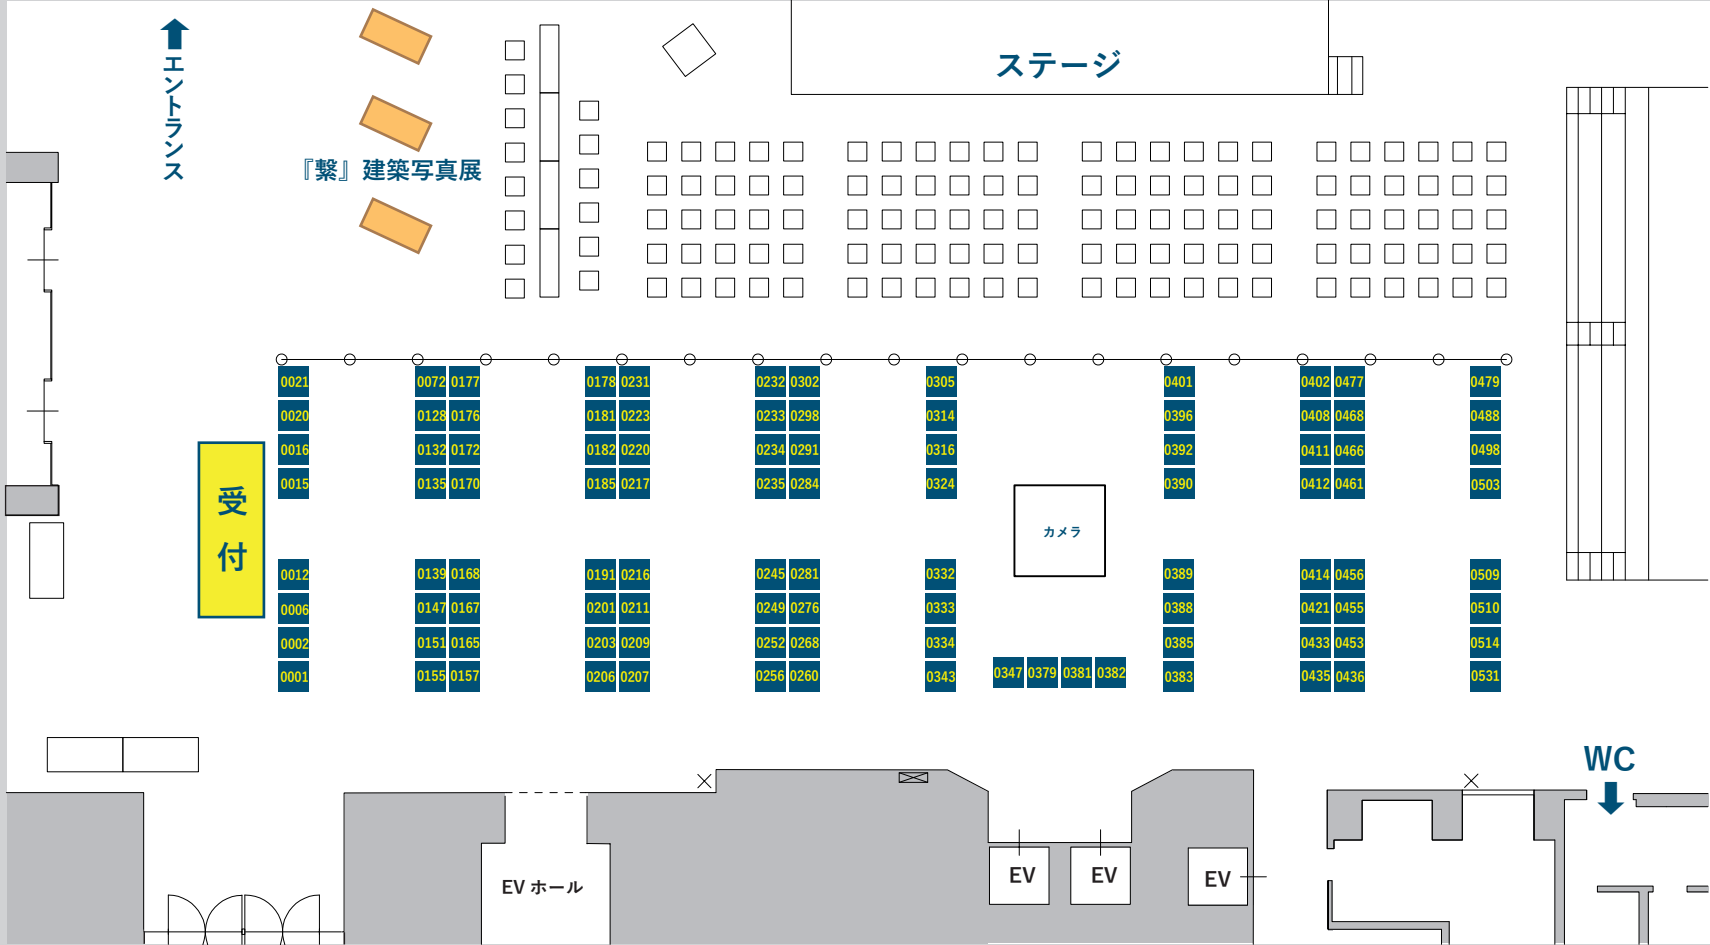 エントランス
『繋』建築写真展
ステージ
0021 0072 0177 0178 0231 0232 0302 0305 0401 0402 0477 0479
0020 0128 0176 0181 0223 0233 0298 0314 0396 0408 0468 0488
0016 0132 0172 0182 0220 0234 0291 0316 0392 0411 0466 0498
0015 0135 0170 0185 0217 0235 0284 0324 0390 0412 0461 0503
受付
カメラ
0012 0139 0168 0191 0216 0245 0281 0332 0389 0414 0456 0509
0006 0147 0167 0201 0211 0249 0276 0333 0388 0421 0455 0510
0002 0151 0165 0203 0209 0252 0268 0334 0385 0433 0453 0514
0001 0155 0157 0206 0207 0256 0260 0343 0347 0379 0381 0382 0383 0435 0436 0531
WC
EV ホール
EV
EV
EV